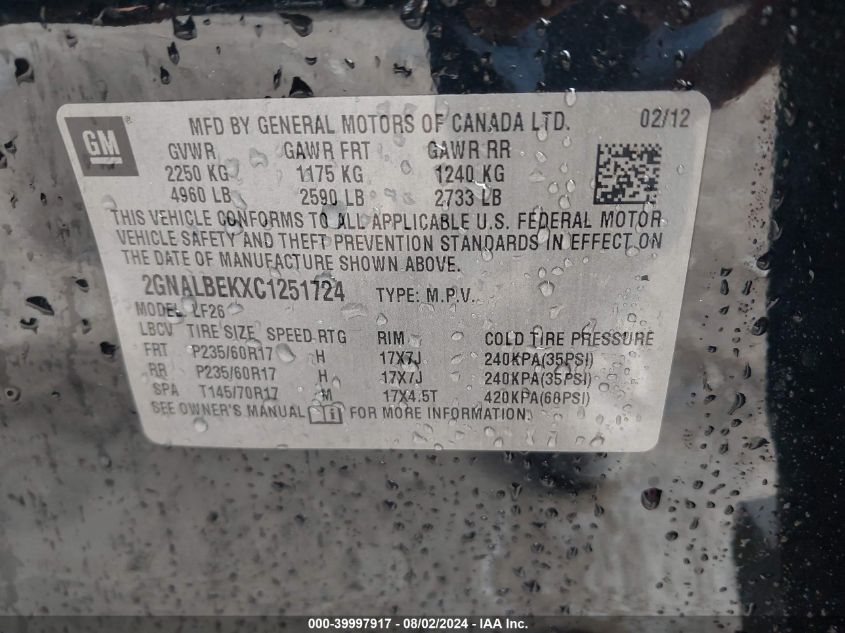 GM
MFD BY GENERAL MOTORS OF CANADA LTD. 02/12
GVWR GAWR FRT GAWR RR
2250 KG 1175 KG 1240 KG
4960 LB 2590 LB 2733 LB
THIS VEHICLE CONFORMS TO ALL APPLICABLE U.S. FEDERAL MOTOR
VEHICLE SAFETY AND THEFT PREVENTION STANDARDS IN EFFECT ON
THE DATE OF MANUFACTURE SHOWN ABOVE.
2GNALBEKXC1251724 TYPE: M.P.V.
MODEL LF26
LBCV TIRE SIZE SPEED RTG RIM COLD TIRE PRESSURE
FRT P235/60R17 H 17X7J 240KPA(35PSI)
RR P235/60R17 H 17X7J 240KPA(35PSI)
SPA T145/70R17 M 17X4.5T 420KPA(60PSI)
SEE OWNER'S MANUAL FOR MORE INFORMATION.
000-39997917 - 08/02/2024 - IAAI - Copyright © 2024 IAA, Inc.